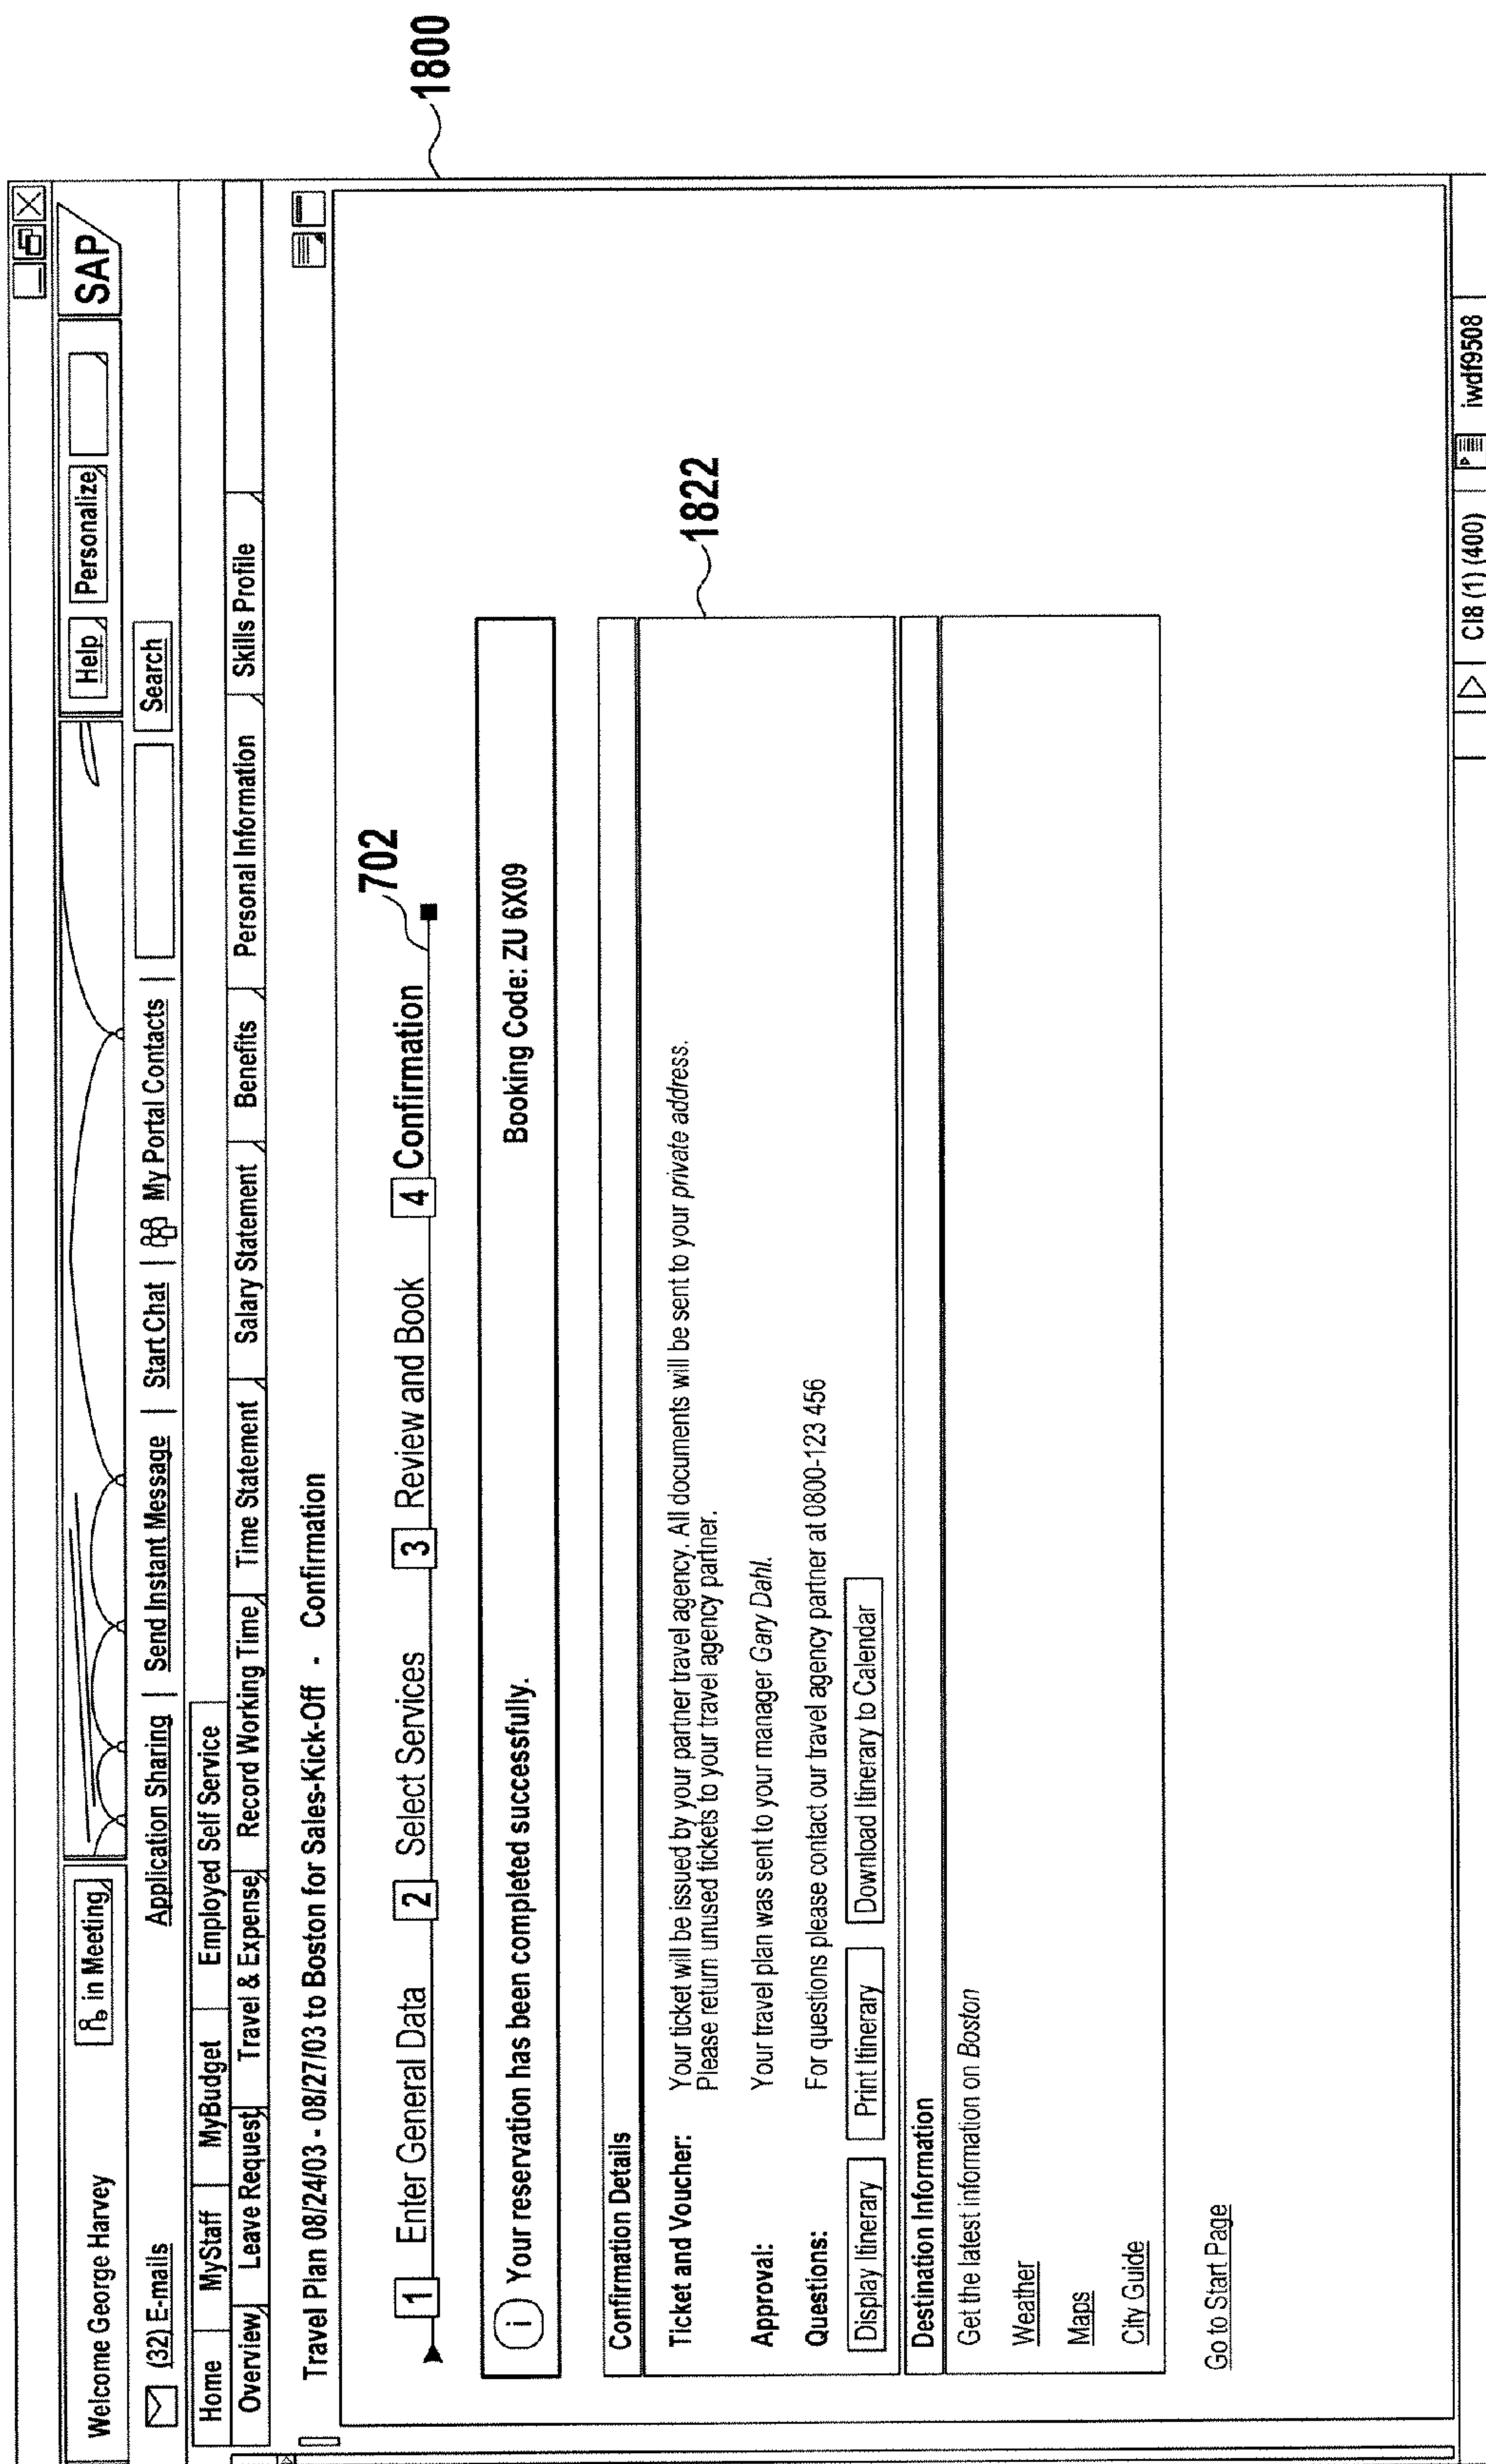 Welcome George Harvey in Meeting Help Personalize SAP
(32) E-mails Application Sharing | Send Instant Message | Start Chat | My Portal Contacts | Search
Home MyStaff MyBudget Employed Self Service
Overview Leave Request Travel & Expense Record Working Time Time Statement Salary Statement Benefits Personal Information Skills Profile
Travel Plan 08/24/03 - 08/27/03 to Boston for Sales-Kick-Off - Confirmation
1800
702
1 Enter General Data 2 Select Services 3 Review and Book 4 Confirmation
i Your reservation has been completed successfully. Booking Code: ZU 6X09
Confirmation Details
1822
Ticket and Voucher: Your ticket will be issued by your partner travel agency. All documents will be sent to your private address.
Please return unused tickets to your travel agency partner.
Approval: Your travel plan was sent to your manager Gary Dahl.
Questions: For questions please contact our travel agency partner at 0800-123 456
Display Itinerary Print Itinerary Download Itinerary to Calendar
Destination Information
Get the latest information on Boston
Weather
Maps
City Guide
Go to Start Page
CI8 (1) (400) iwdf9508